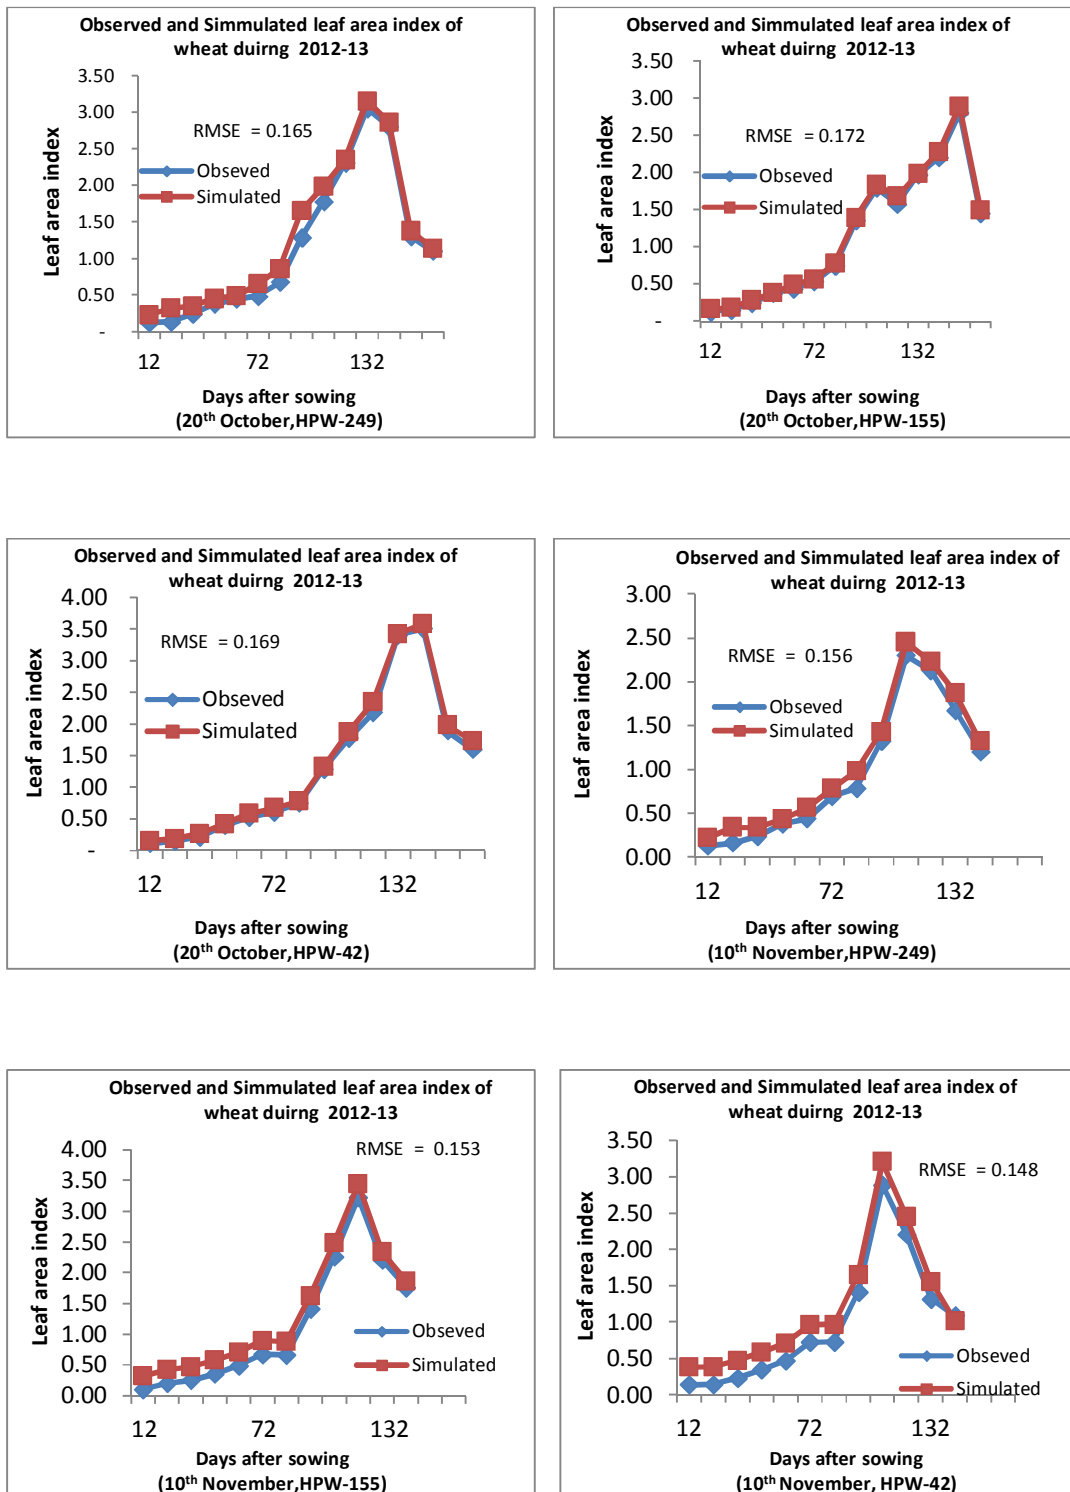 Observed and Simmulated leaf area index of
wheat duirng 2012-13
3.50
3.00
2.50
2.00
1.50
1.00
0.50
-
Leaf area index
RMSE = 0.165
Obseved
Simulated
12 72 132
Days after sowing
(20th October,HPW-249)
Observed and Simmulated leaf area index of
wheat duirng 2012-13
3.50
3.00
2.50
2.00
1.50
1.00
0.50
-
Leaf area index
RMSE = 0.172
Obseved
Simulated
12 72 132
Days after sowing
(20th October,HPW-155)
Observed and Simmulated leaf area index of
wheat duirng 2012-13
4.00
3.50
3.00
2.50
2.00
1.50
1.00
0.50
-
Leaf area index
RMSE = 0.169
Obseved
Simulated
12 72 132
Days after sowing
(20th October,HPW-42)
Observed and Simmulated leaf area index of
wheat duirng 2012-13
3.00
2.50
2.00
1.50
1.00
0.50
0.00
Leaf area index
RMSE = 0.156
Obseved
Simulated
12 72 132
Days after sowing
(10th November,HPW-249)
Observed and Simmulated leaf area index of
wheat duirng 2012-13
4.00
3.50
3.00
2.50
2.00
1.50
1.00
0.50
0.00
Leaf area index
RMSE = 0.153
Obseved
Simulated
12 72 132
Days after sowing
(10th November,HPW-155)
Observed and Simmulated leaf area index of
wheat duirng 2012-13
3.50
3.00
2.50
2.00
1.50
1.00
0.50
0.00
Leaf area index
RMSE = 0.148
Obseved
Simulated
12 72 132
Days after sowing
(10th November, HPW-42)